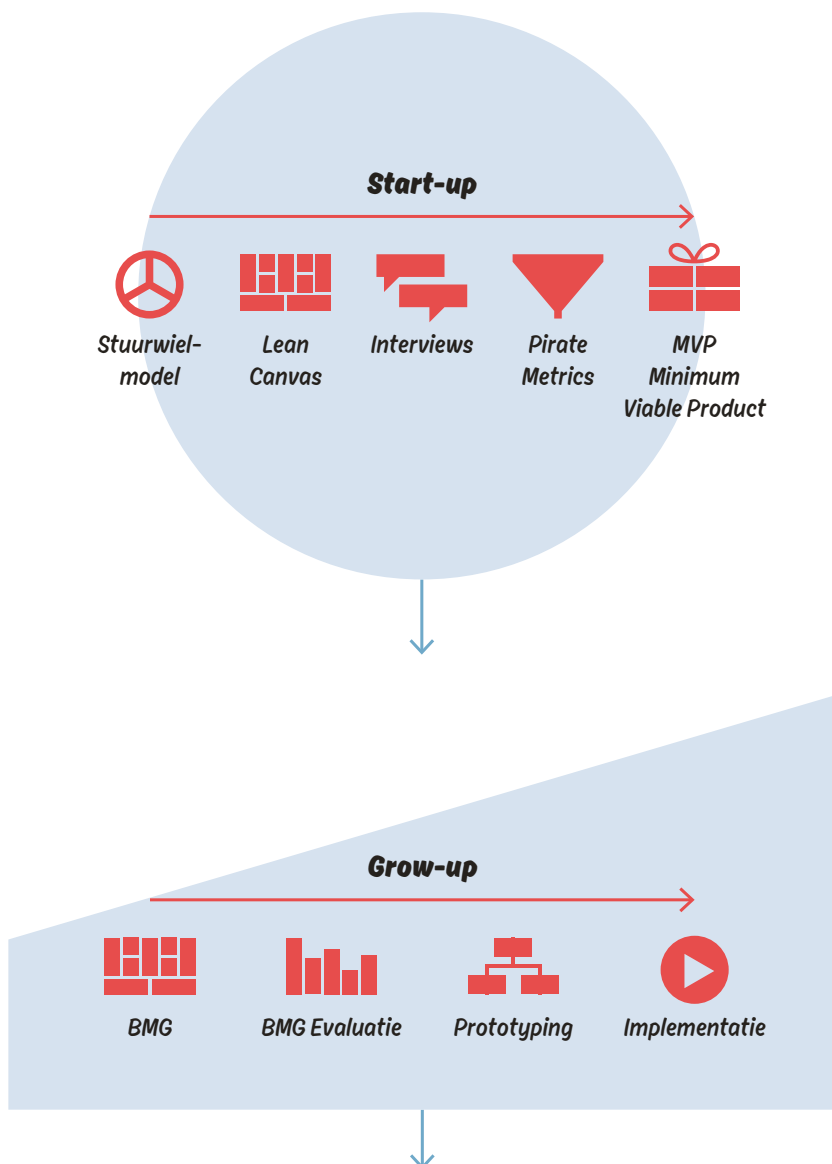 Start-up
Stuurwiel-
model
Lean
Canvas
Interviews
Pirate
Metrics
MVP
Minimum
Viable Product
Grow-up
BMG
BMG Evaluatie
Prototyping
Implementatie